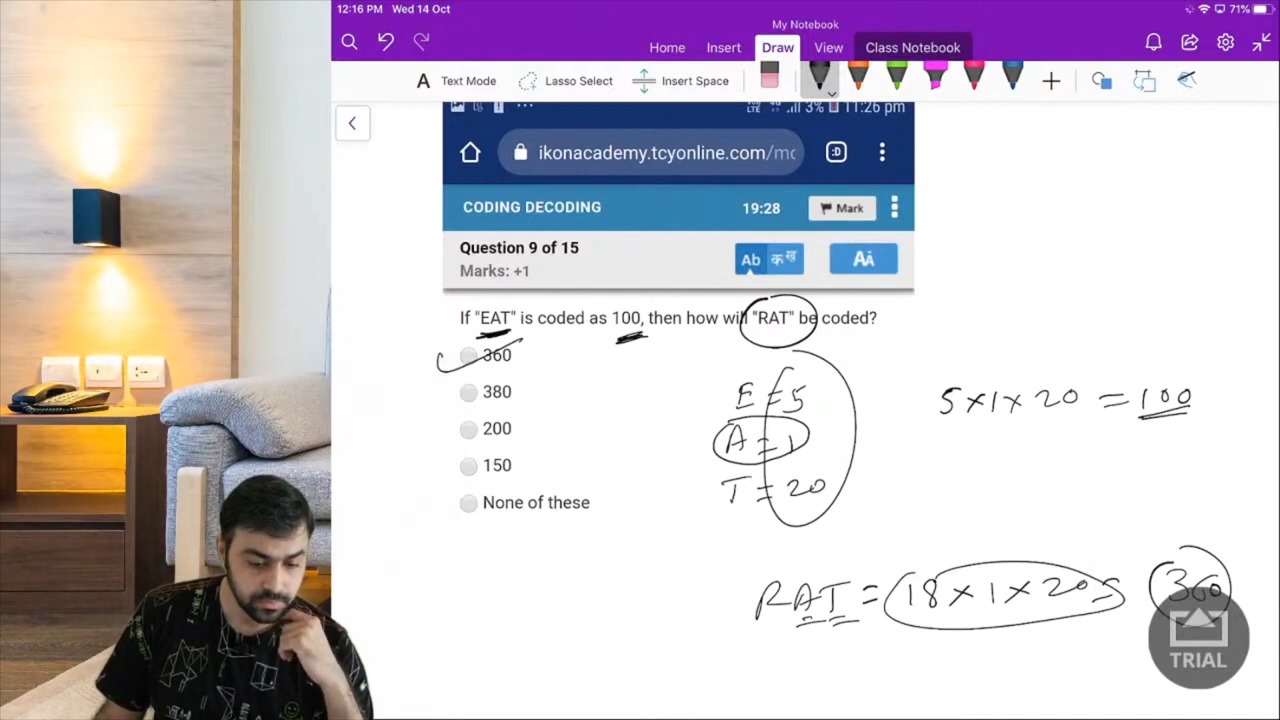 12:16 PM Wed 14 Oct
71%
My Notebook
Home Insert Draw View Class Notebook
Text Mode Lasso Select Insert Space
3% 11:26 pm
ikonacademy.tcyonline.com/mc
:D
CODING DECODING 19:28 Mark
Question 9 of 15
Marks: +1
Ab क ख AA
If "EAT" is coded as 100, then how will "RAT" be coded?
360
380
200
150
None of these
E = 5
A = 1
T = 20
5 x 1 x 20 = 100
RAT = 18 x 1 x 20 = 360
TRIAL